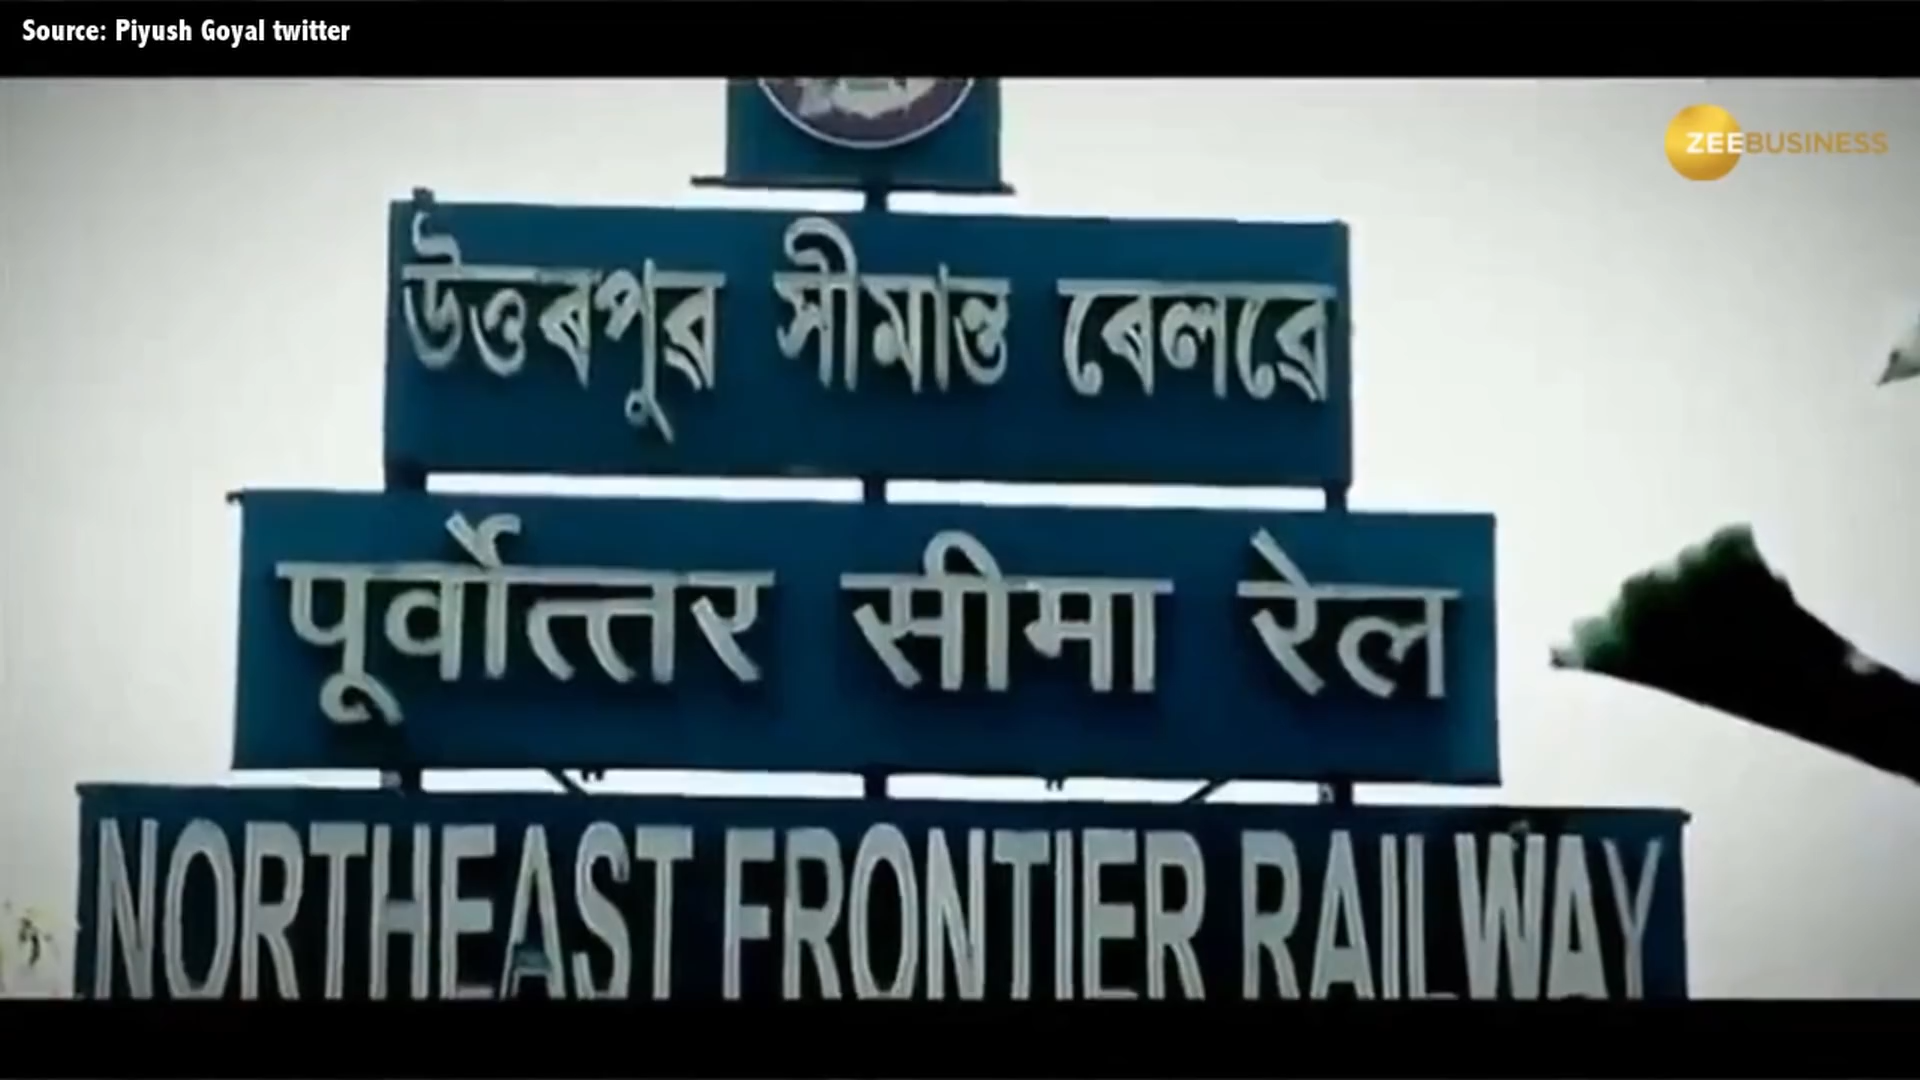 Source: Piyush Goyal twitter
ZEEBUSINESS
উত্তৰপূৱ সীমান্ত ৰেলৱে
पूर्वोत्तर सीमा रेल
NORTHEAST FRONTIER RAILWAY